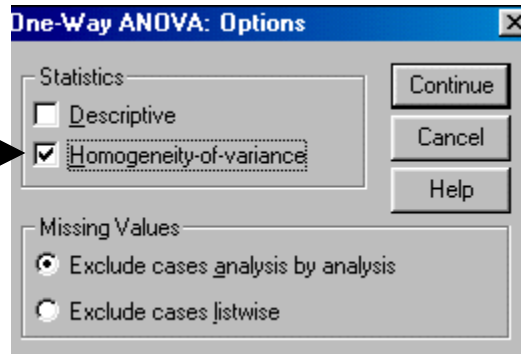 One-Way ANOVA: Options
Statistics
Descriptive
Homogeneity-of-variance
Continue
Cancel
Help
Missing Values
Exclude cases analysis by analysis
Exclude cases listwise